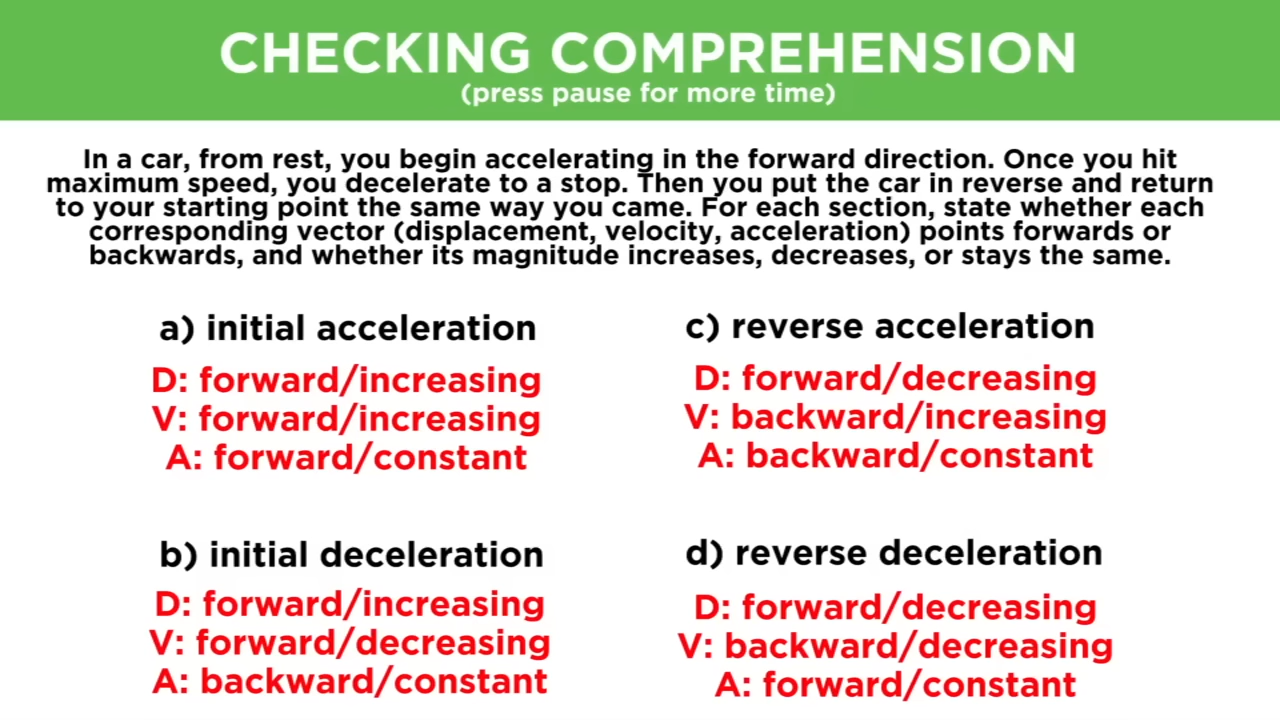 CHECKING COMPREHENSION
(press pause for more time)
In a car, from rest, you begin accelerating in the forward direction. Once you hit
maximum speed, you decelerate to a stop. Then you put the car in reverse and return
to your starting point the same way you came. For each section, state whether each
corresponding vector (displacement, velocity, acceleration) points forwards or
backwards, and whether its magnitude increases, decreases, or stays the same.
a) initial acceleration
D: forward/increasing
V: forward/increasing
A: forward/constant
b) initial deceleration
D: forward/increasing
V: forward/decreasing
A: backward/constant
c) reverse acceleration
D: forward/decreasing
V: backward/increasing
A: backward/constant
d) reverse deceleration
D: forward/decreasing
V: backward/decreasing
A: forward/constant